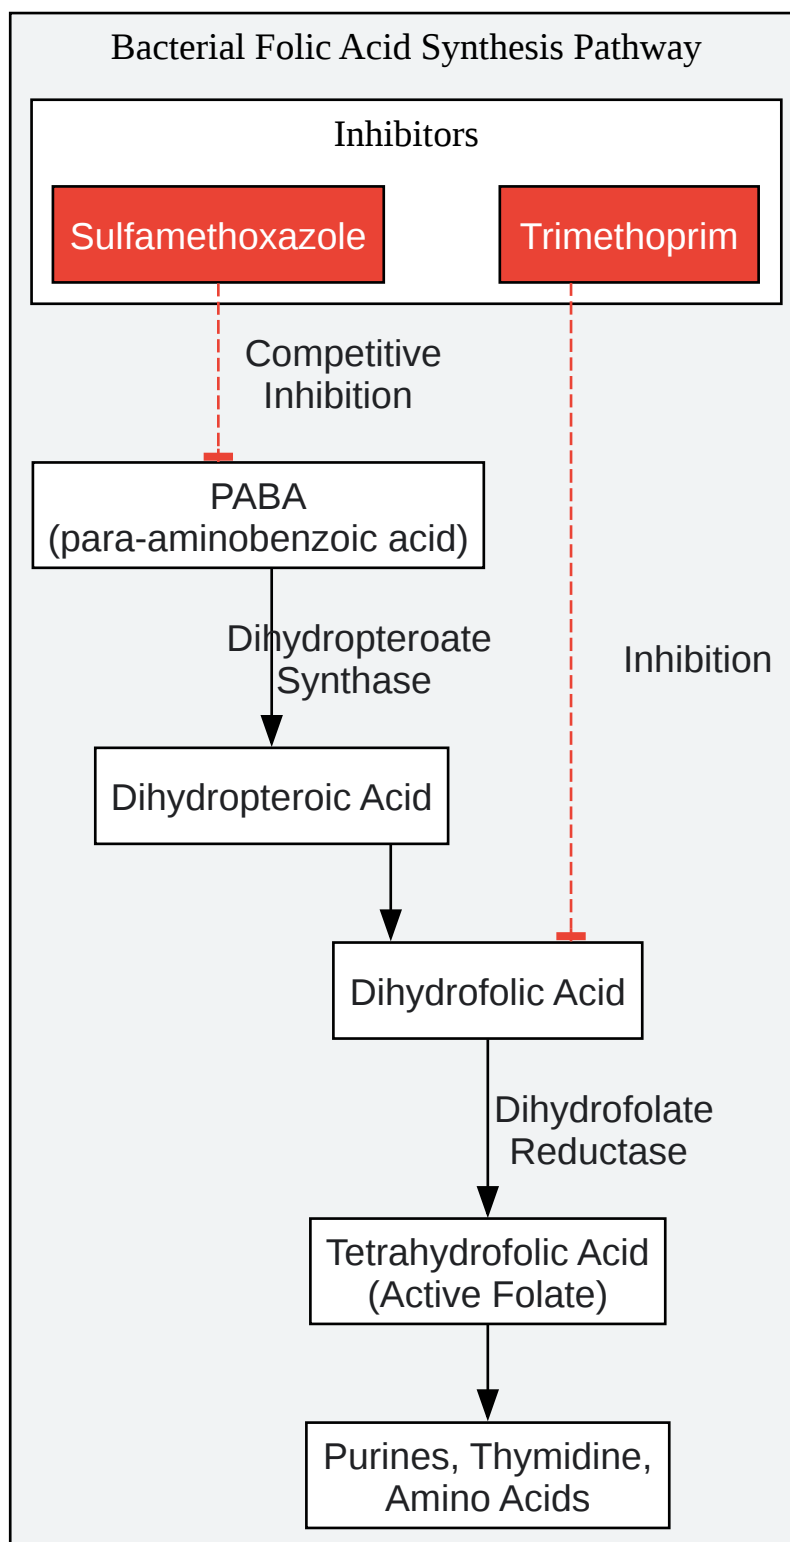 Bacterial Folic Acid Synthesis Pathway
Inhibitors
Sulfamethoxazole
Trimethoprim
Competitive
Inhibition
PABA
(para-aminobenzoic acid)
Dihydropteroate
Synthase
Inhibition
Dihydropteroic Acid
Dihydrofolic Acid
Dihydrofolate
Reductase
Tetrahydrofolic Acid
(Active Folate)
Purines, Thymidine,
Amino Acids